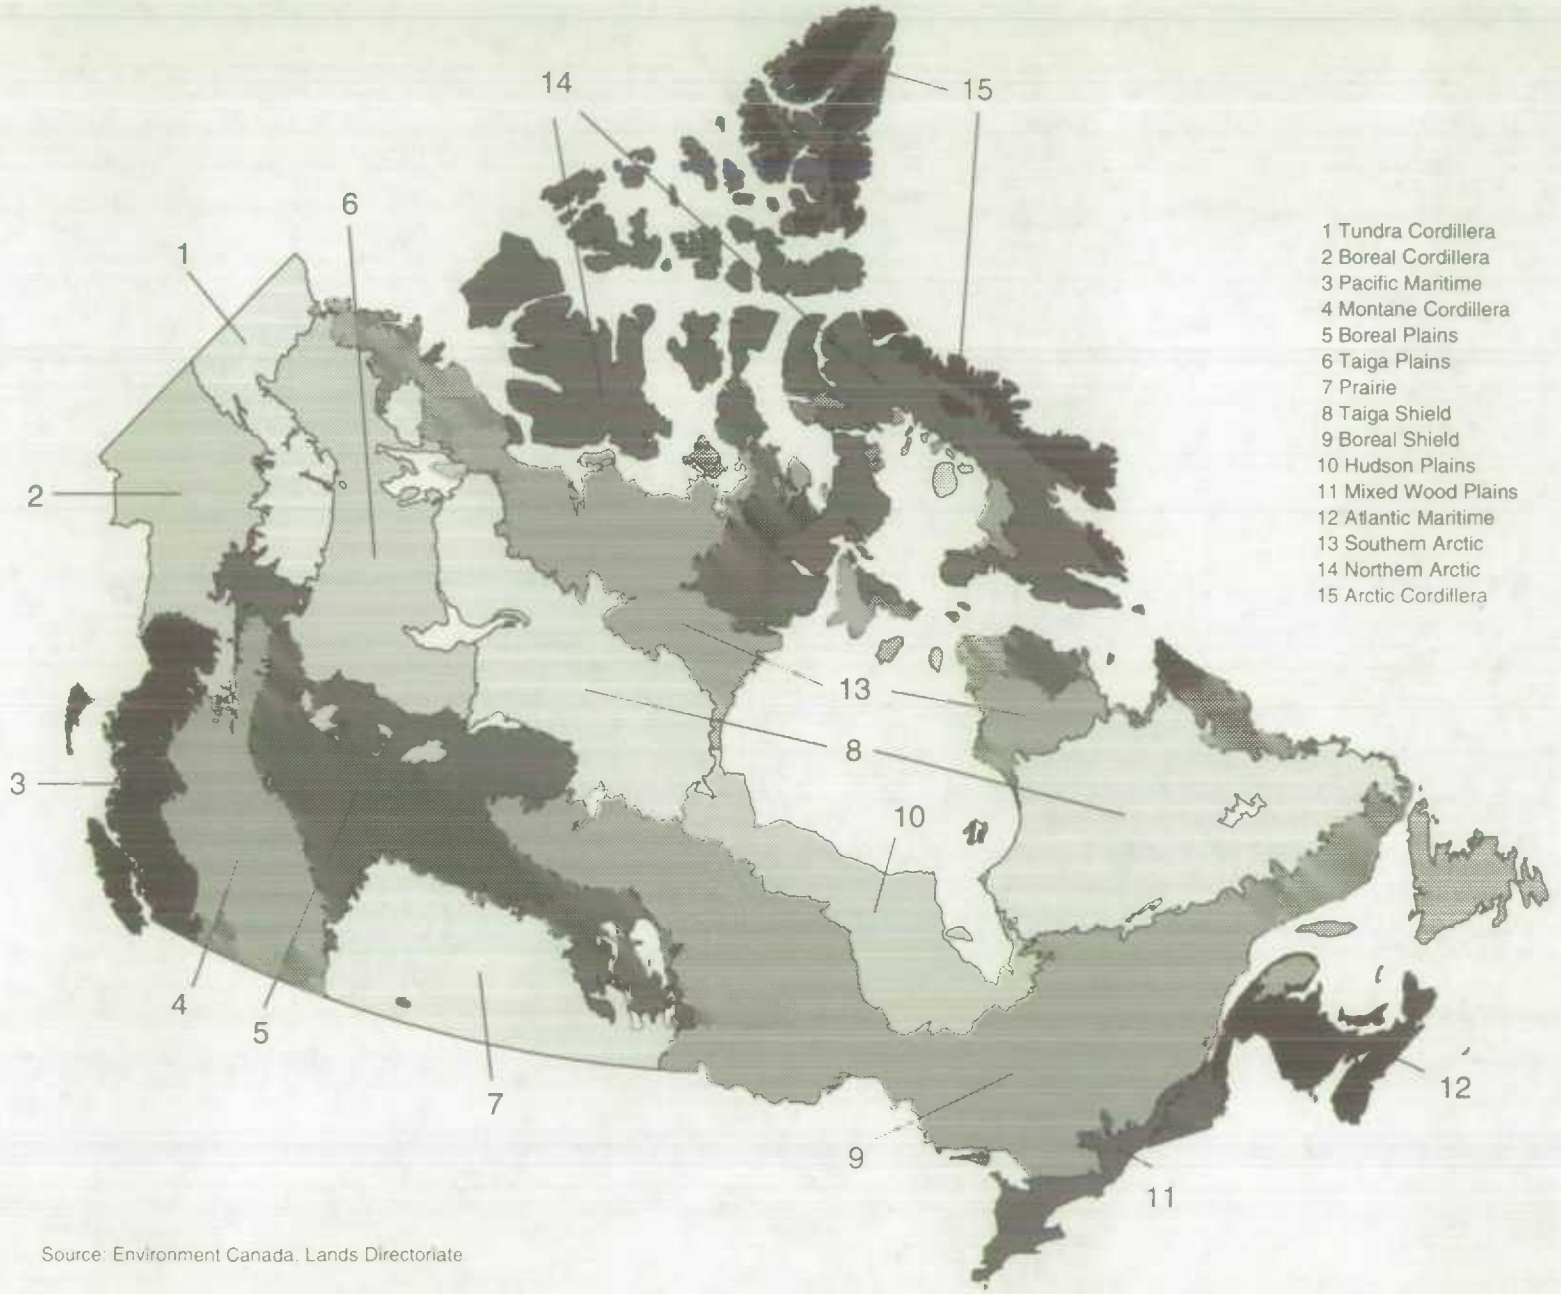 14
15
6
1
1 Tundra Cordillera
2 Boreal Cordillera
3 Pacific Maritime
4 Montane Cordillera
5 Boreal Plains
6 Taiga Plains
7 Prairie
8 Taiga Shield
9 Boreal Shield
10 Hudson Plains
11 Mixed Wood Plains
12 Atlantic Maritime
13 Southern Arctic
14 Northern Arctic
15 Arctic Cordillera
2
13
8
3
10
4
5
7
12
9
11
Source: Environment Canada, Lands Directoriate